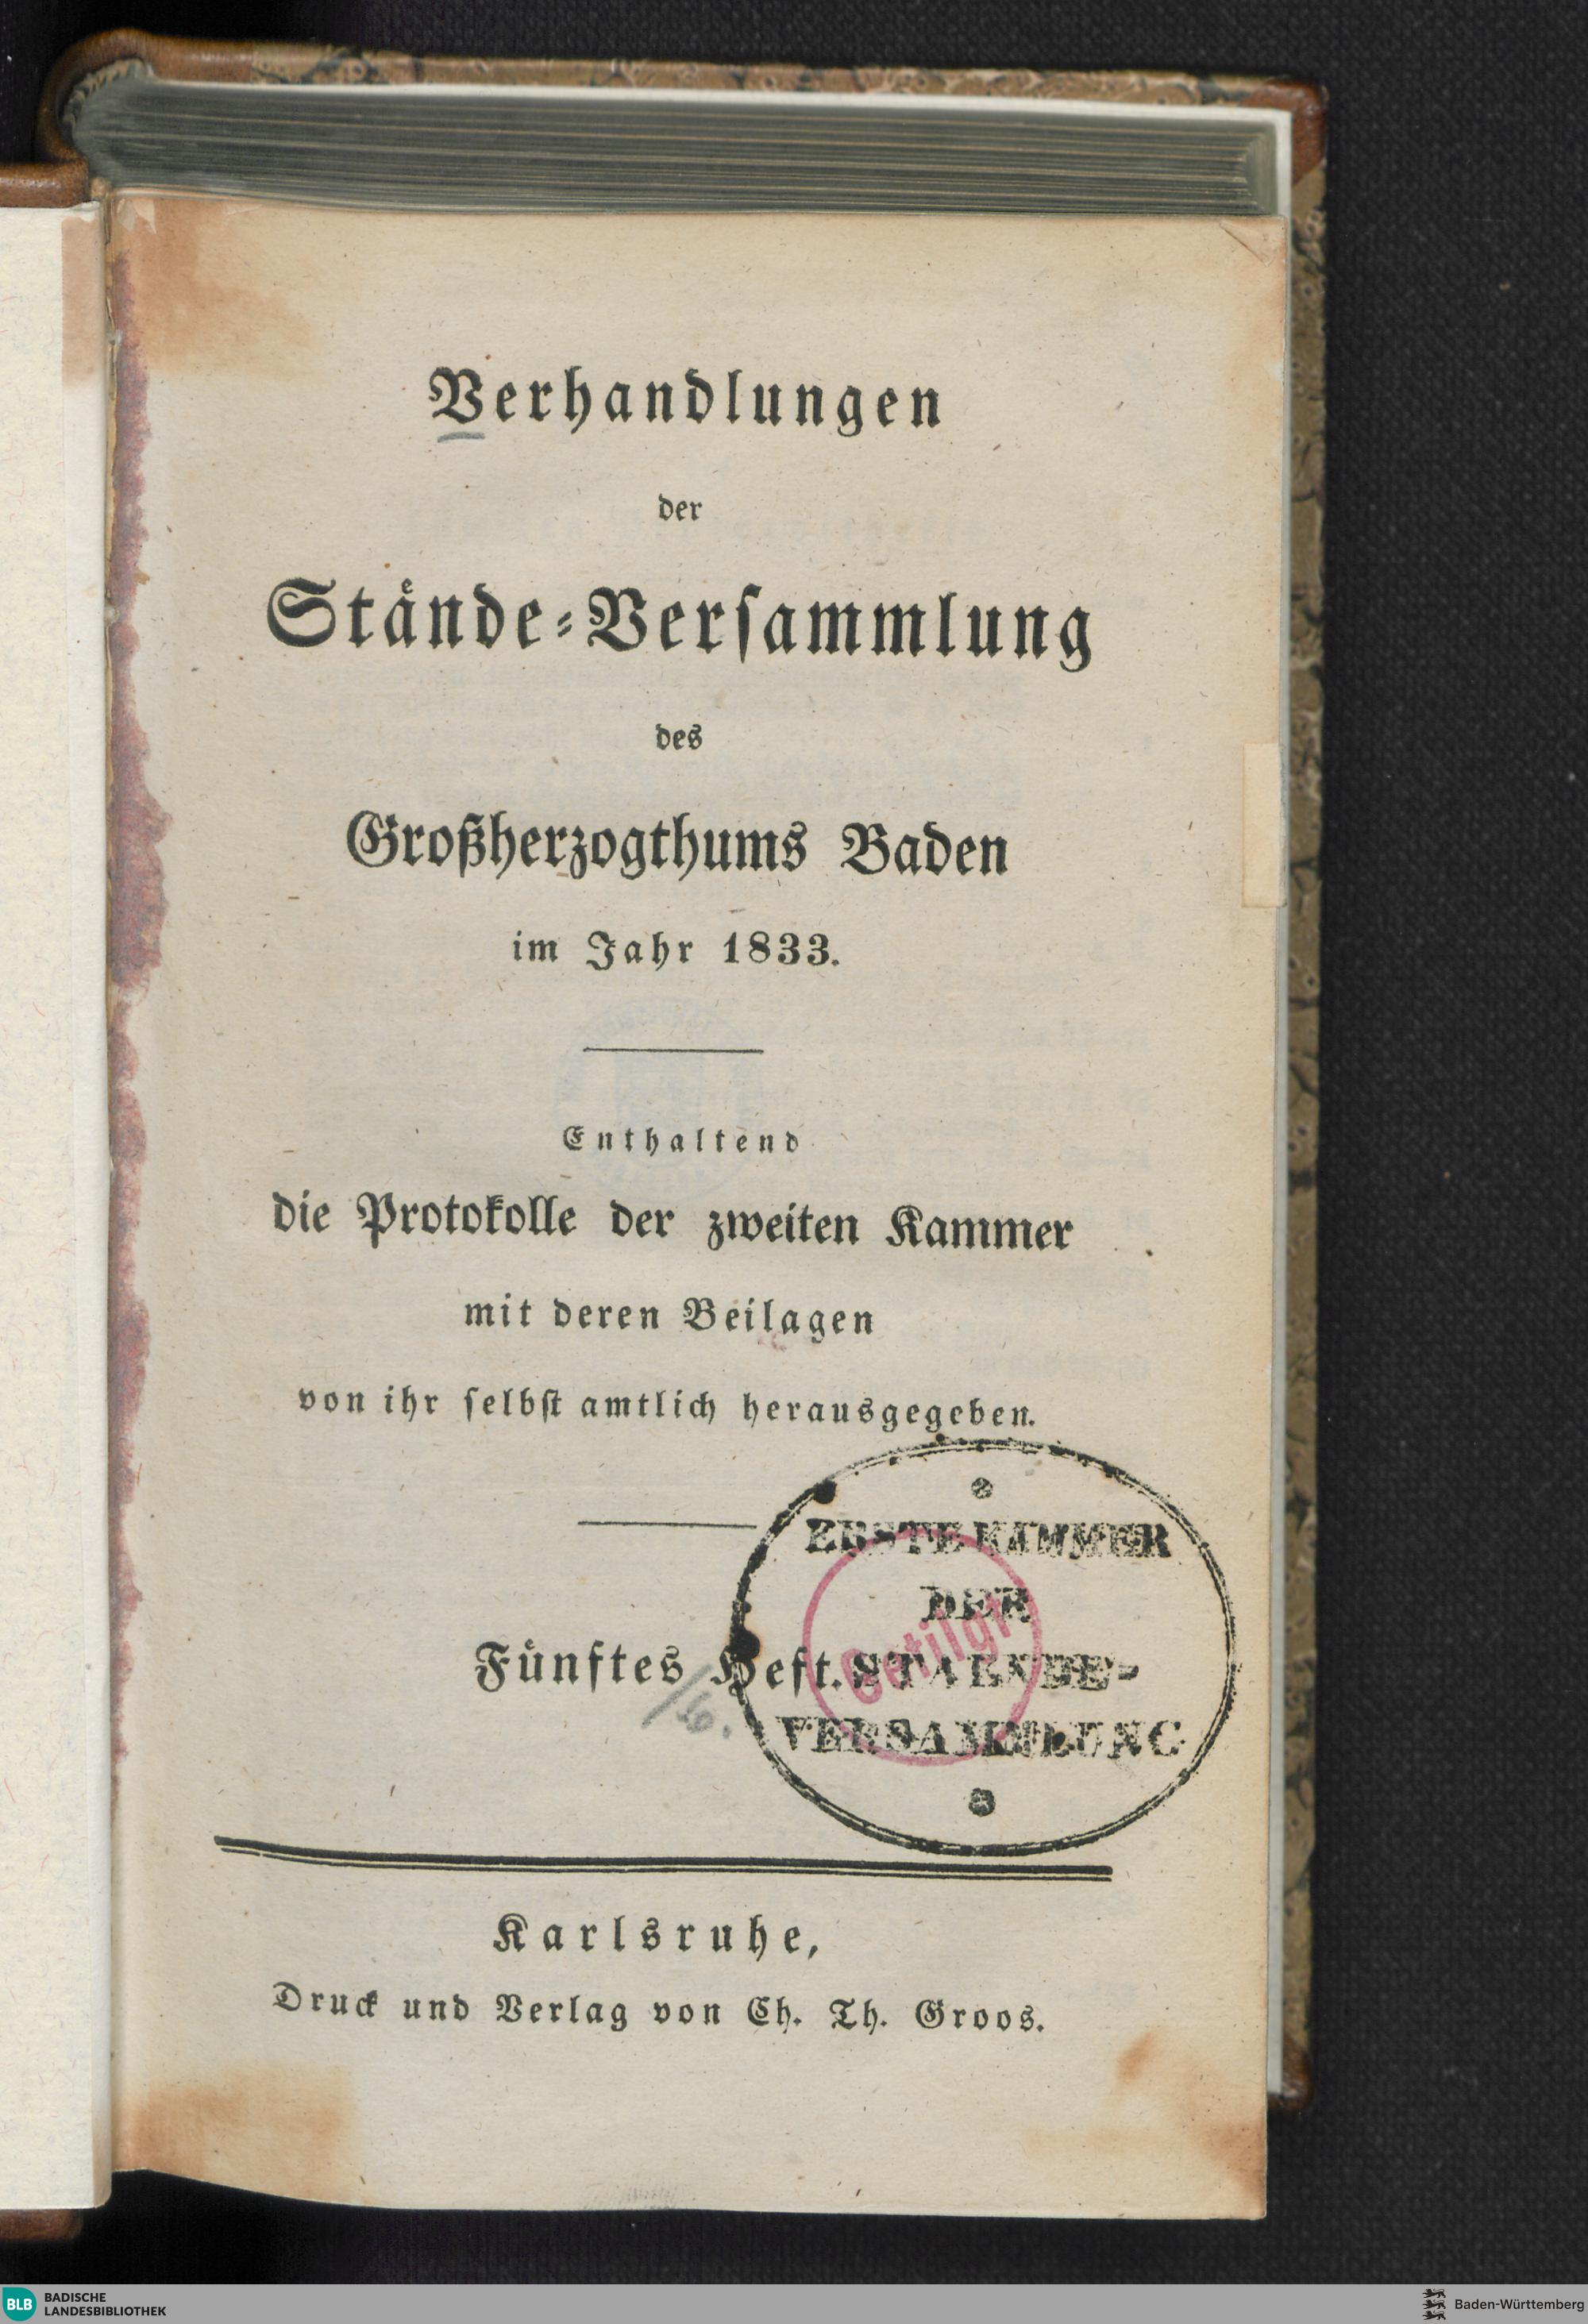 Verhandlungen
der
Stände-Versammlung
des
Großherzogthums Baden
im Jahr 1833.
Enthaltend
die Protokolle der zweiten Kammer
mit deren Beilagen
von ihr selbst amtlich herausgegeben.
ERSTE KAMMER
DER
STAENDE-
VERSAMMLUNG
Getilgt
Fünftes Heft.
/6.
Karlsruhe,
Druck und Verlag von Ch. Th. Groos.
BLB BADISCHE
LANDESBIBLIOTHEK
Baden-Württemberg